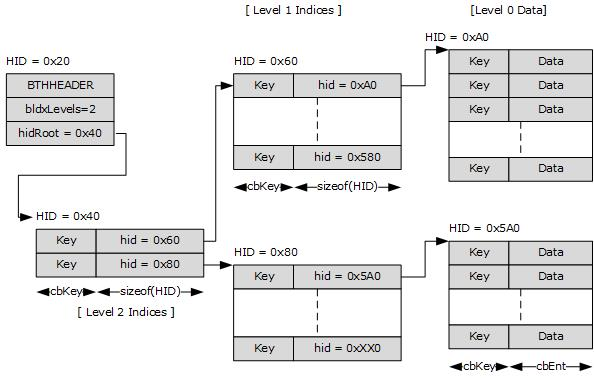 [ Level 1 Indices ]
[Level 0 Data]
HID = 0x20
BTHHEADER
bIdxLevels=2
hidRoot = 0x40
HID = 0x40
Key hid = 0x60
Key hid = 0x80
cbKey sizeof(HID)
[ Level 2 Indices ]
HID = 0x60
Key hid = 0xA0
Key hid = 0x580
cbKey sizeof(HID)
HID = 0x80
Key hid = 0x5A0
Key hid = 0xXX0
HID = 0xA0
Key Data
Key Data
Key Data
Key Data
HID = 0x5A0
Key Data
Key Data
Key Data
cbKey cbEnt